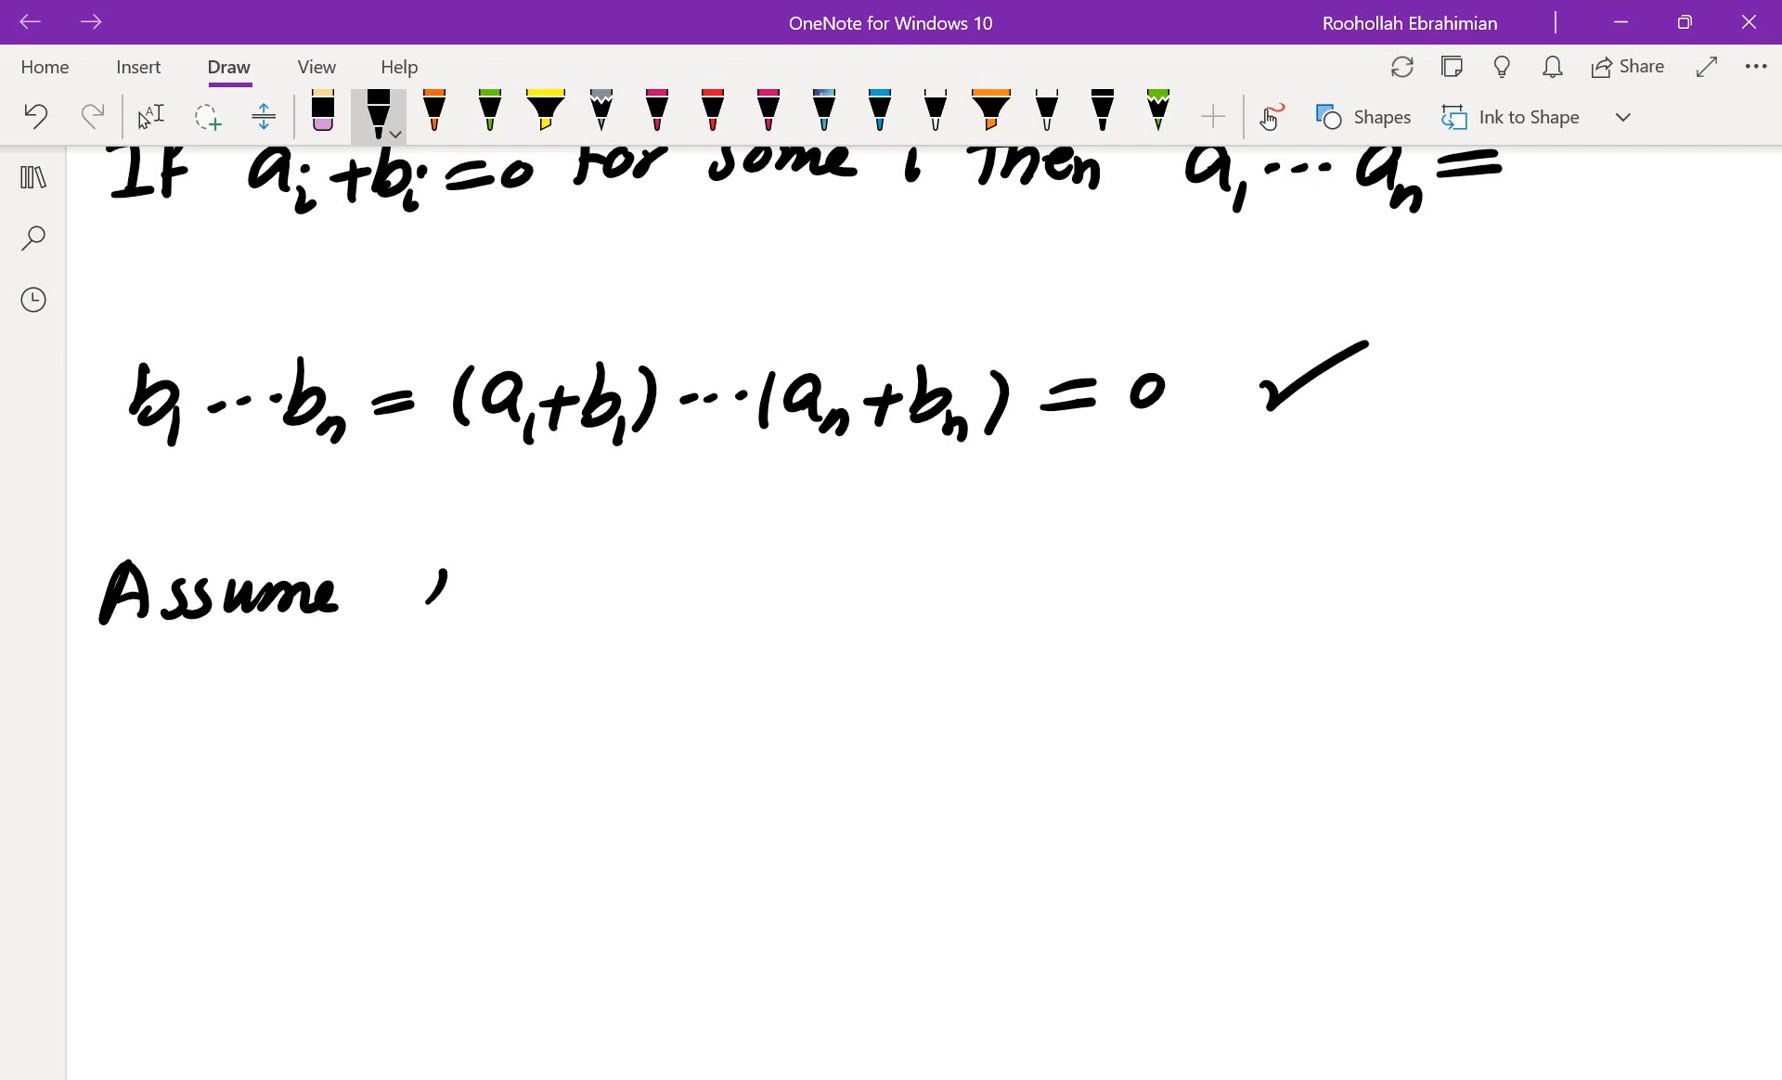 OneNote for Windows 10
Roohollah Ebrahimian
Home Insert Draw View Help
Share
Shapes
Ink to Shape
If aᵢ+bᵢ=0 for some i then a₁...aₙ=
b₁...bₙ = (a₁+b₁)...(aₙ+bₙ) = 0 ✓
Assume